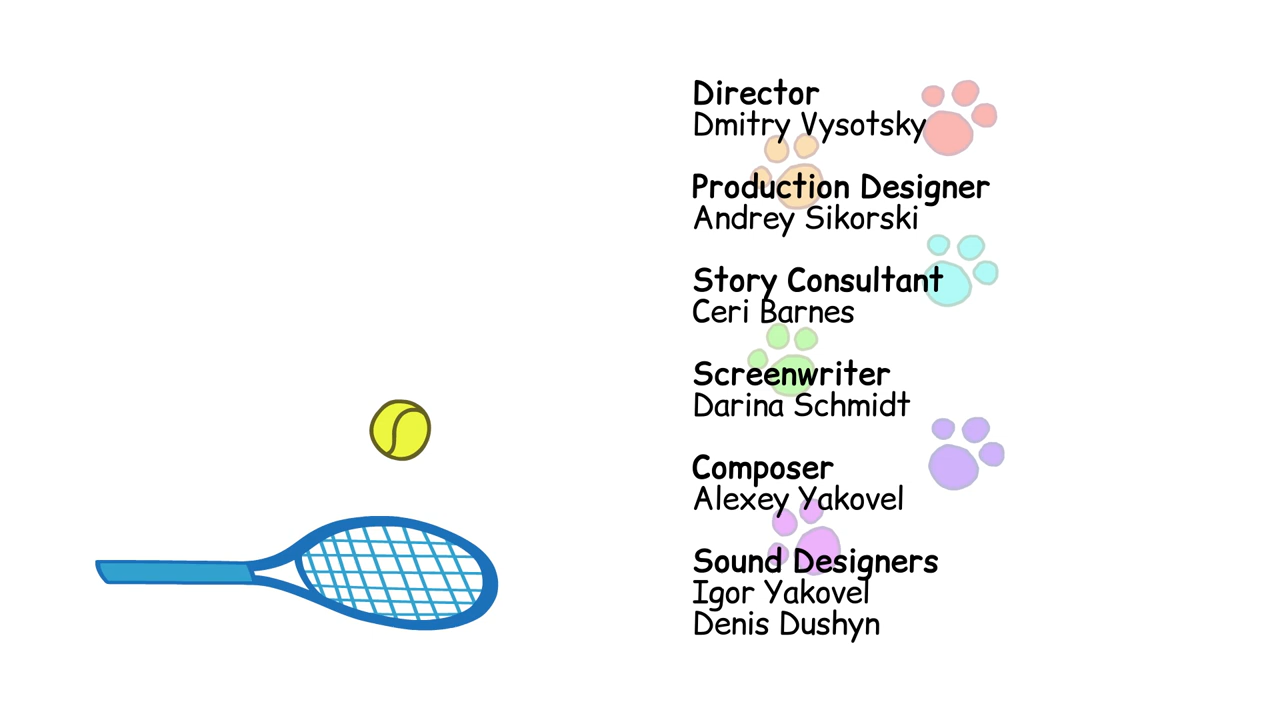 Director
Dmitry Vysotsky
Production Designer
Andrey Sikorski
Story Consultant
Ceri Barnes
Screenwriter
Darina Schmidt
Composer
Alexey Yakovel
Sound Designers
Igor Yakovel
Denis Dushyn